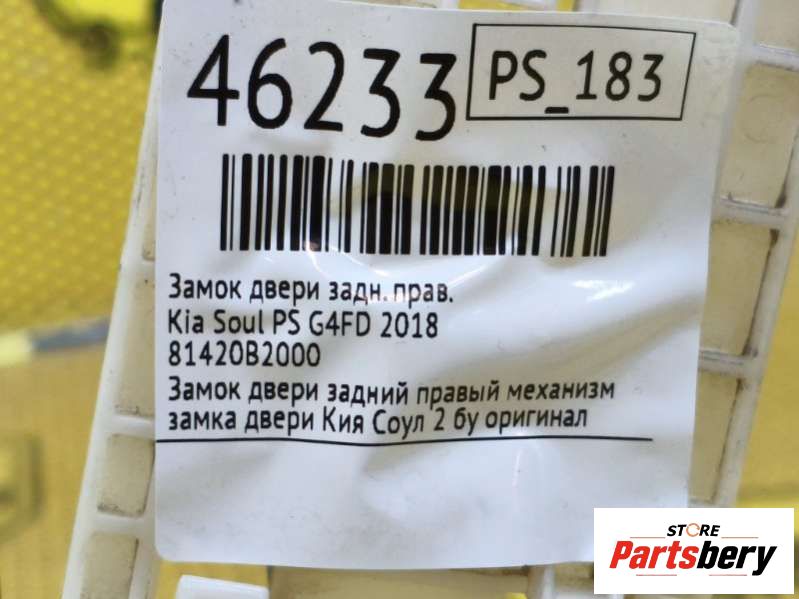 46233
PS_183
Замок двери задн. прав.
Kia Soul PS G4FD 2018
81420B2000
Замок двери задний правый механизм
замка двери Кия Соул 2 бу оригинал
STORE
Partsbery